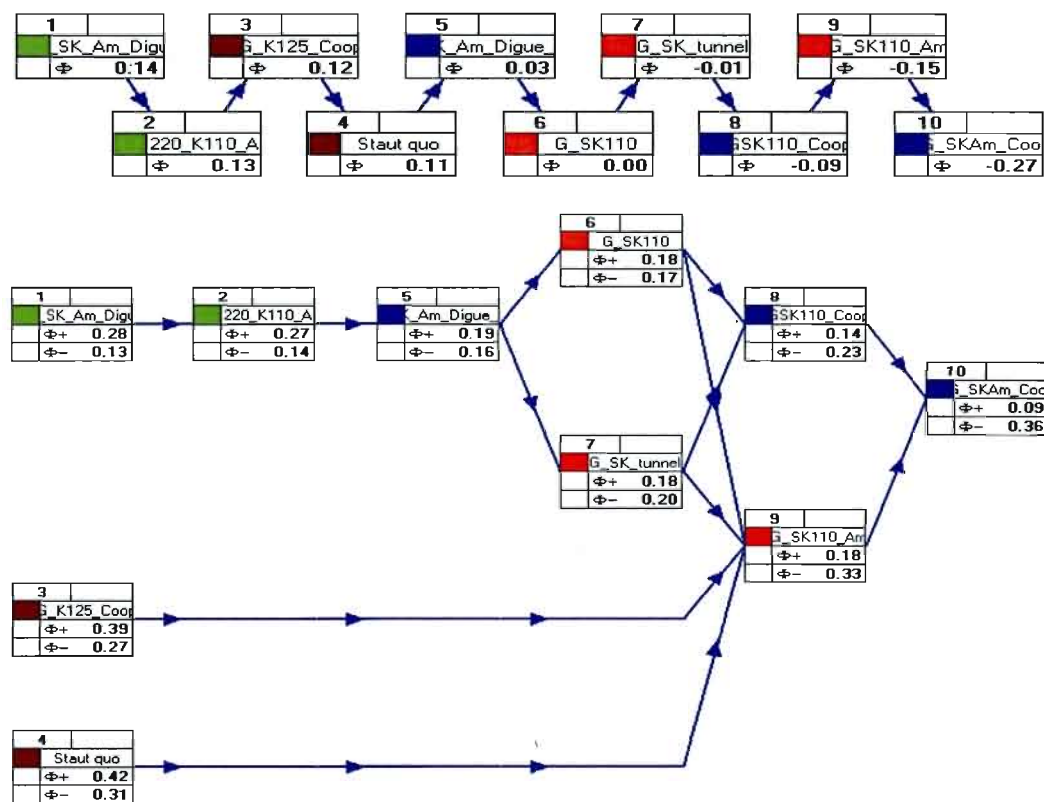 1
_SK_Am_Digue
Φ 0.14
3
G_K125_Coop
Φ 0.12
5
K_Am_Digue_
Φ 0.03
7
G_SK_tunnel
Φ -0.01
9
G_SK110_Am
Φ -0.15
2
220_K110_A
Φ 0.13
4
Staut quo
Φ 0.11
6
G_SK110
Φ 0.00
8
GSK110_Coop
Φ -0.09
10
G_SKAm_Coo
Φ -0.27
6
G_SK110
Φ+ 0.18
Φ- 0.17
1
_SK_Am_Digu
Φ+ 0.28
Φ- 0.13
2
220_K110_A
Φ+ 0.27
Φ- 0.14
5
K_Am_Digue_
Φ+ 0.19
Φ- 0.16
8
GSK110_Coop
Φ+ 0.14
Φ- 0.23
10
G_SKAm_Coo
Φ+ 0.09
Φ- 0.36
7
G_SK_tunnel
Φ+ 0.18
Φ- 0.20
9
G_SK110_Am
Φ+ 0.18
Φ- 0.33
3
G_K125_Coop
Φ+ 0.39
Φ- 0.27
4
Staut quo
Φ+ 0.42
Φ- 0.31